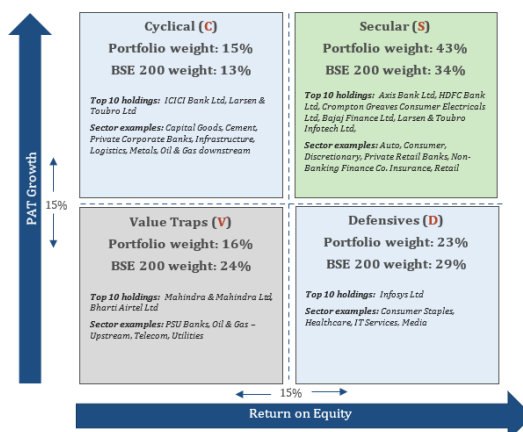 Cyclical (C)
Portfolio weight: 15%
BSE 200 weight: 13%
Top 10 holdings: ICICI Bank Ltd, Larsen &
Toubro Ltd
Sector examples: Capital Goods, Cement,
Private Corporate Banks, Infrastructure,
Logistics, Metals, Oil & Gas downstream
Secular (S)
Portfolio weight: 43%
BSE 200 weight: 34%
Top 10 holdings: Axis Bank Ltd, HDFC Bank
Ltd, Crompton Greaves Consumer Electricals
Ltd, Bajaj Finance Ltd, Larsen & Toubro
Infotech Ltd,
Sector examples: Auto, Consumer,
Discretionary, Private Retail Banks, Non-
Banking Finance Co. Insurance, Retail
PAT Growth
15%
Value Traps (V)
Portfolio weight: 16%
BSE 200 weight: 24%
Top 10 holdings: Mahindra & Mahindra Ltd,
Bharti Airtel Ltd
Sector examples: PSU Banks, Oil & Gas –
Upstream, Telecom, Utilities
Defensives (D)
Portfolio weight: 23%
BSE 200 weight: 29%
Top 10 holdings: Infosys Ltd
Sector examples: Consumer Staples,
Healthcare, IT Services, Media
15%
Return on Equity